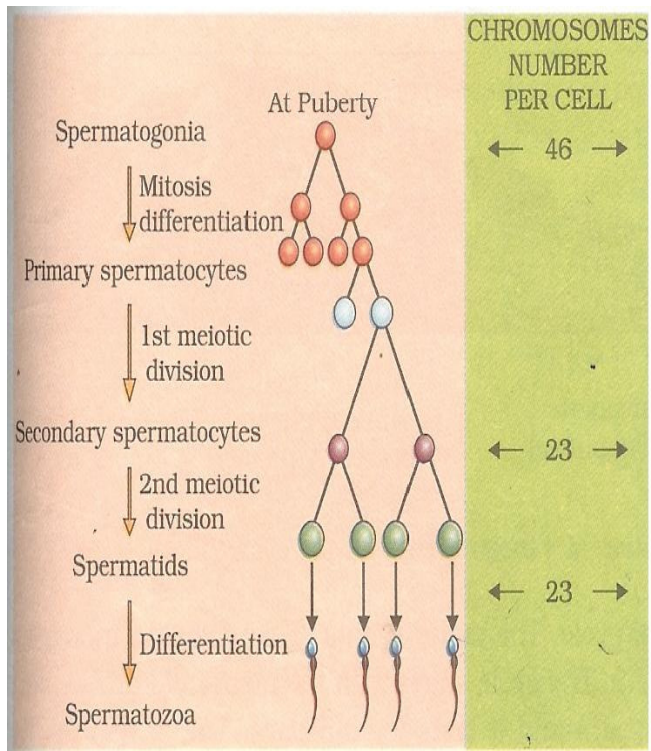 CHROMOSOMES
NUMBER
PER CELL
At Puberty
Spermatogonia
← 46 →
Mitosis
differentiation
Primary spermatocytes
1st meiotic
division
Secondary spermatocytes
← 23 →
2nd meiotic
division
Spermatids
← 23 →
Differentiation
Spermatozoa